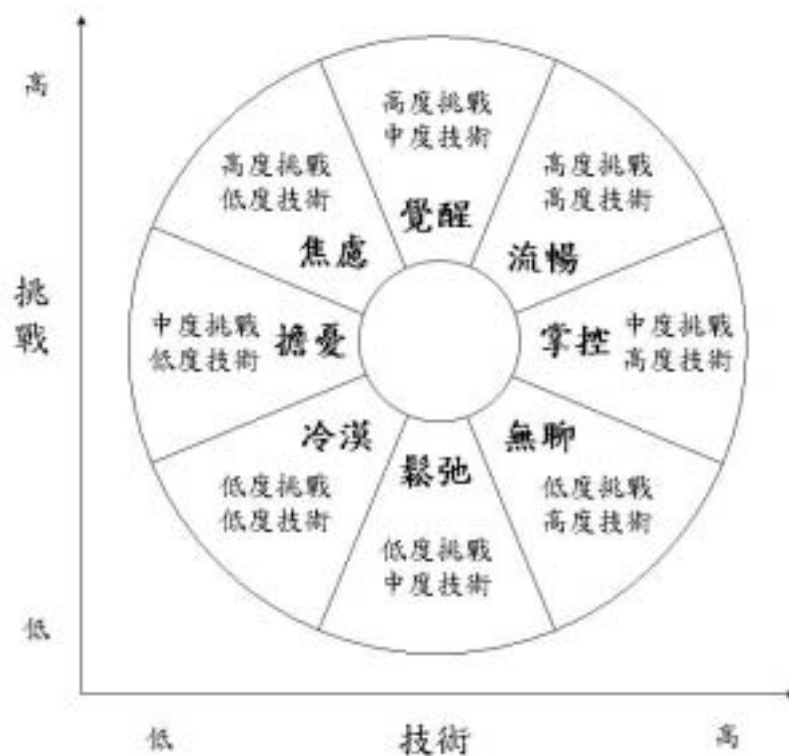 高
挑
戰
低
低
技術
高
高度挑戰
中度技術
覺醒
高度挑戰
高度技術
流暢
中度挑戰
高度技術
掌控
低度挑戰
高度技術
無聊
低度挑戰
中度技術
鬆弛
低度挑戰
低度技術
冷漠
中度挑戰
低度技術
擔憂
高度挑戰
低度技術
焦慮